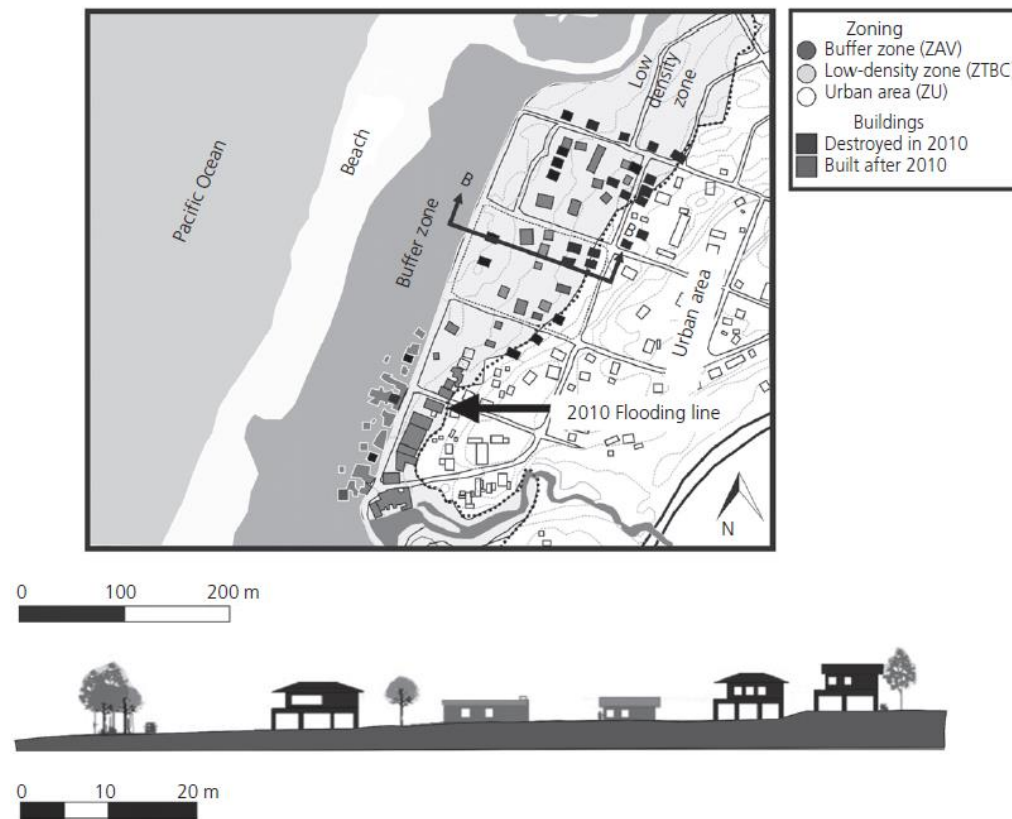 Pacific Ocean
Beach
Buffer zone
Low
density
zone
B
B
Urban area
2010 Flooding line
N
Zoning
Buffer zone (ZAV)
Low-density zone (ZTBC)
Urban area (ZU)
Buildings
Destroyed in 2010
Built after 2010
0 100 200 m
0 10 20 m